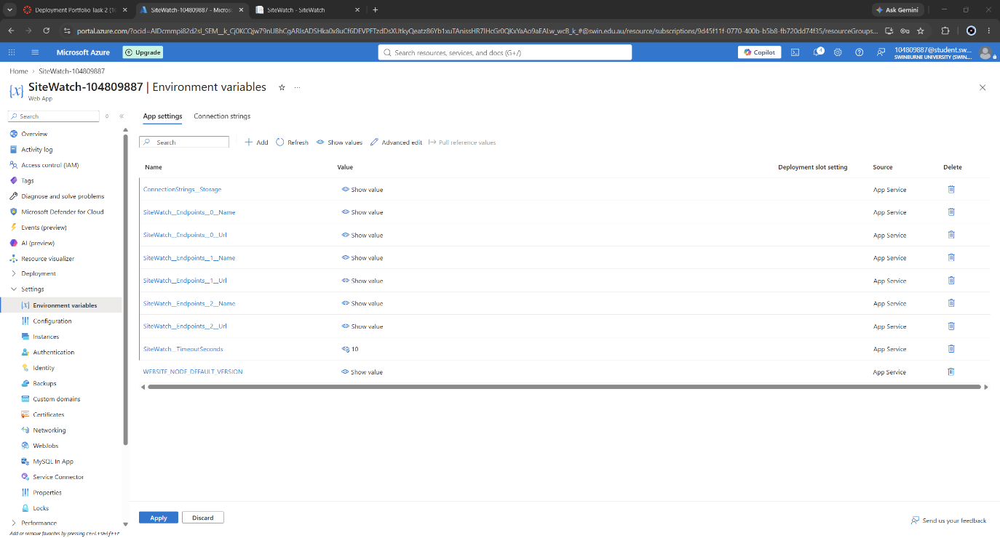 Deployment Portfolio Task 2 (10
SiteWatch-104809887 - Microso
SiteWatch - SiteWatch
Ask Gemini
portal.azure.com/?ocid=AIDcmmpi82d2sl_SEM__k_Cj0KCQjw79nUBhCgARIsADSHka0x8uCf6DEVPFTzdDsXUtkyQeatz86Yb1xuTAnissHR7IHcGr0QKxYaAo9aEALw_wcB_k_#@swin.edu.au/resource/subscriptions/9d45f11f-0770-400b-b5b8-fb720dd74f35/resourceGroups...
Microsoft Azure
Upgrade
Search resources, services, and docs (G+/)
Copilot
4
104809887@student.sw...
SWINBURNE UNIVERSITY (SWIN....
Home > SiteWatch-104809887
SiteWatch-104809887 | Environment variables
Web App
Search
Overview
Activity log
Access control (IAM)
Tags
Diagnose and solve problems
Microsoft Defender for Cloud
Events (preview)
AI (preview)
Resource visualizer
Deployment
Settings
Environment variables
Configuration
Instances
Authentication
Identity
Backups
Custom domains
Certificates
Networking
WebJobs
MySQL In App
Service Connector
Properties
Locks
Performance
Add or remove favorites by pressing Ctrl+Shift+F
App settings Connection strings
Search Add Refresh Show values Advanced edit Pull reference values
Name Value Deployment slot setting Source Delete
ConnectionStrings__Storage Show value App Service
SiteWatch__Endpoints__0__Name Show value App Service
SiteWatch__Endpoints__0__Url Show value App Service
SiteWatch__Endpoints__1__Name Show value App Service
SiteWatch__Endpoints__1__Url Show value App Service
SiteWatch__Endpoints__2__Name Show value App Service
SiteWatch__Endpoints__2__Url Show value App Service
SiteWatch__TimeoutSeconds 10 App Service
WEBSITE_NODE_DEFAULT_VERSION Show value App Service
Apply Discard
Send us your feedback